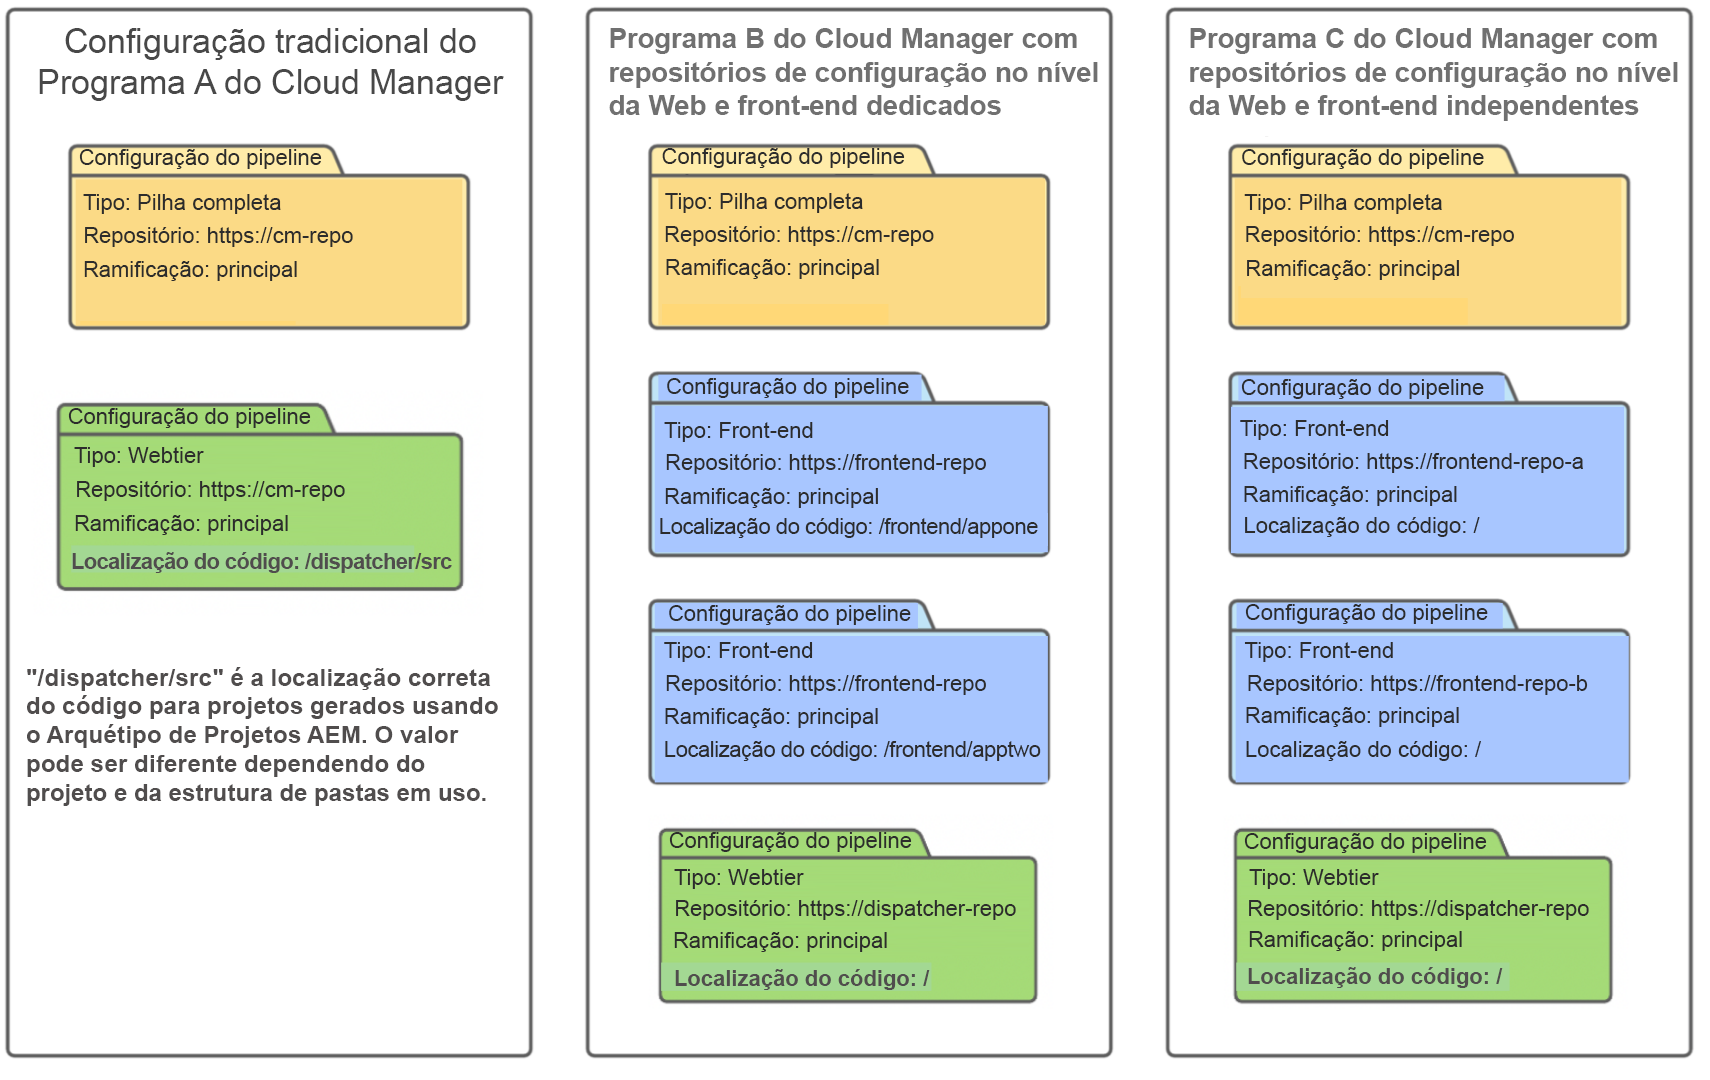 Configuração tradicional do
Programa A do Cloud Manager
Configuração do pipeline
Tipo: Pilha completa
Repositório: https://cm-repo
Ramificação: principal
Configuração do pipeline
Tipo: Webtier
Repositório: https://cm-repo
Ramificação: principal
Localização do código: /dispatcher/src
"/dispatcher/src" é a localização correta
do código para projetos gerados usando
o Arquétipo de Projetos AEM. O valor
pode ser diferente dependendo do
projeto e da estrutura de pastas em uso.
Programa B do Cloud Manager com
repositórios de configuração no nível
da Web e front-end dedicados
Configuração do pipeline
Tipo: Pilha completa
Repositório: https://cm-repo
Ramificação: principal
Configuração do pipeline
Tipo: Front-end
Repositório: https://frontend-repo
Ramificação: principal
Localização do código: /frontend/appone
Configuração do pipeline
Tipo: Front-end
Repositório: https://frontend-repo
Ramificação: principal
Localização do código: /frontend/apptwo
Configuração do pipeline
Tipo: Webtier
Repositório: https://dispatcher-repo
Ramificação: principal
Localização do código: /
Programa C do Cloud Manager com
repositórios de configuração no nível
da Web e front-end independentes
Configuração do pipeline
Tipo: Pilha completa
Repositório: https://cm-repo
Ramificação: principal
Configuração do pipeline
Tipo: Front-end
Repositório: https://frontend-repo-a
Ramificação: principal
Localização do código: /
Configuração do pipeline
Tipo: Front-end
Repositório: https://frontend-repo-b
Ramificação: principal
Localização do código: /
Configuração do pipeline
Tipo: Webtier
Repositório: https://dispatcher-repo
Ramificação: principal
Localização do código: /